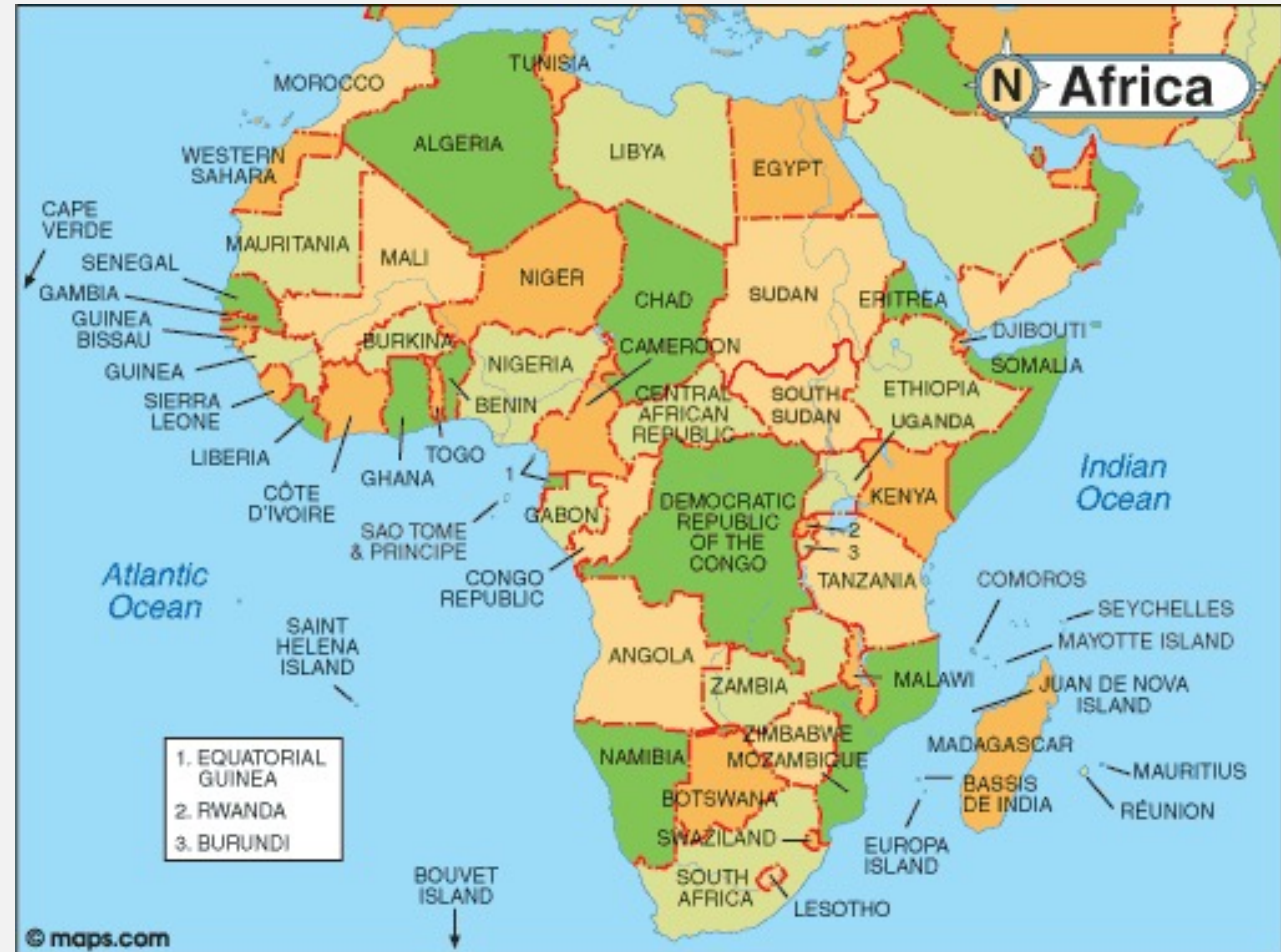 N Africa
MOROCCO
TUNISIA
ALGERIA
LIBYA
EGYPT
WESTERN
SAHARA
CAPE
VERDE
MAURITANIA
MALI
NIGER
CHAD
SUDAN
ERITREA
SENEGAL
GAMBIA
GUINEA
BISSAU
GUINEA
SIERRA
LEONE
LIBERIA
CÔTE
D'IVOIRE
GHANA
TOGO
BENIN
BURKINA
NIGERIA
CAMEROON
CENTRAL
AFRICAN
REPUBLIC
SOUTH
SUDAN
ETHIOPIA
DJIBOUTI
SOMALIA
UGANDA
KENYA
Indian
Ocean
1
SAO TOME
& PRINCIPE
GABON
CONGO
REPUBLIC
DEMOCRATIC
REPUBLIC
OF THE
CONGO
2
3
TANZANIA
Atlantic
Ocean
SAINT
HELENA
ISLAND
COMOROS
SEYCHELLES
MAYOTTE ISLAND
JUAN DE NOVA
ISLAND
ANGOLA
ZAMBIA
MALAWI
ZIMBABWE
MOZAMBIQUE
MADAGASCAR
NAMIBIA
BOTSWANA
BASSIS
DE INDIA
MAURITIUS
RÉUNION
EUROPA
ISLAND
SWAZILAND
SOUTH
AFRICA
LESOTHO
1. EQUATORIAL
GUINEA
2. RWANDA
3. BURUNDI
BOUVET
ISLAND
© maps.com